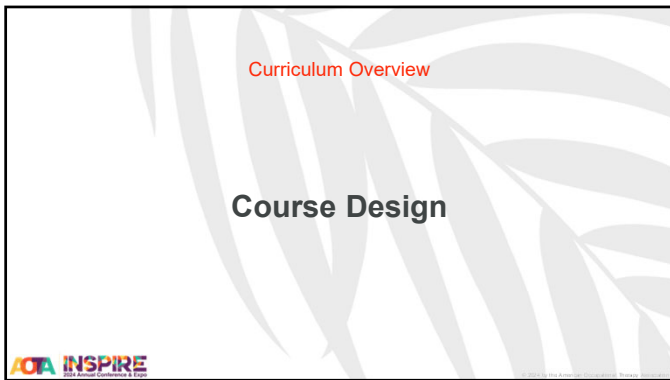 Curriculum Overview
Course Design
AOTA INSPIRE
2024 Annual Conference & Expo
© 2024 by the American Occupational Therapy Association